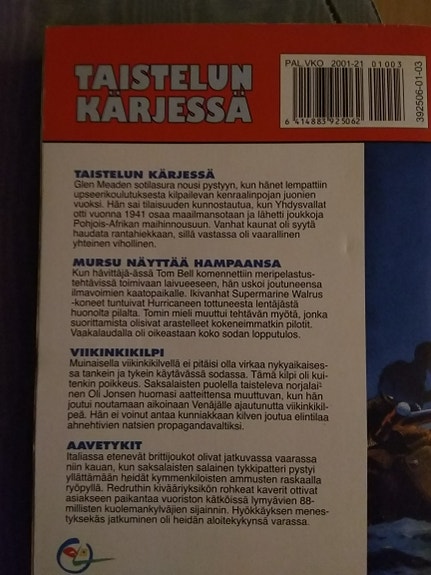 TAISTELUN
KÄRJESSÄ
PAL.VKO 2001-21
01003
6 414883 925062
392506-01-03
TAISTELUN KÄRJESSÄ
Glen Meaden sotilasura nousi pystyyn, kun hänet lempattiin
upseerikoulutuksesta kilpailevan kenraalinpojan juonien
vuoksi. Hän sai tilaisuuden kunnostautua, kun Yhdysvallat
otti vuonna 1941 osaa maailmansotaan ja lähetti joukkoja
Pohjois-Afrikan maihinnousuun. Vanhat kaunat oli syytä
haudata rantahiekkaan, sillä vastassa oli vaarallinen
yhteinen vihollinen.
MURSU NÄYTTÄÄ HAMPAANSA
Kun hävittäjä-ässä Tom Bell komennettiin meripelastus-
tehtävissä toimivaan laivueeseen, hän uskoi joutuneensa
ilmavoimien kaatopaikalle. Ikivanhat Supermarine Walrus
-koneet tuntuivat Hurricaneen tottuneesta lentäjästä
huonolta pilalta. Tomin mieli muuttui tehtävän myötä, jonka
suorittamista olisivat arastelleet kokeneimmatkin pilotit.
Vaakalaudalla oli oikeastaan koko sodan lopputulos.
VIIKINKIKILPI
Muinaisella viikinkikilvellä ei pitäisi olla virkaa nykyaikaises-
sa tankein ja tykein käytävässä sodassa. Tämä kilpi oli kui-
tenkin poikkeus. Saksalaisten puolella taisteleva norjalai-
nen Oli Jonsen huomasi aatteittensa muuttuvan, kun hän
joutui noutamaan aikoinaan Venäjälle ajautunutta viikinkikil-
peä. Hän ei voinut antaa kunniakkaan kilven joutua elintilaa
ahnehtivien natsien propagandavaltiksi.
AAVETYKIT
Italiassa etenevät brittijoukot olivat jatkuvassa vaarassa
niin kauan, kun saksalaisten salainen tykkipatteri pystyi
yllättämään heidät kymmenkiloisten ammusten raskaalla
ryöpyllä. Redruthin kivääriyksikön rohkeat kaverit ottivat
asiakseen paikantaa vuoriston kätköissä lymyävien 88-
millisten kuolemankylväjien sijainnin. Hyökkäyksen menes-
tyksekäs jatkuminen oli heidän aloitekykynsä varassa.